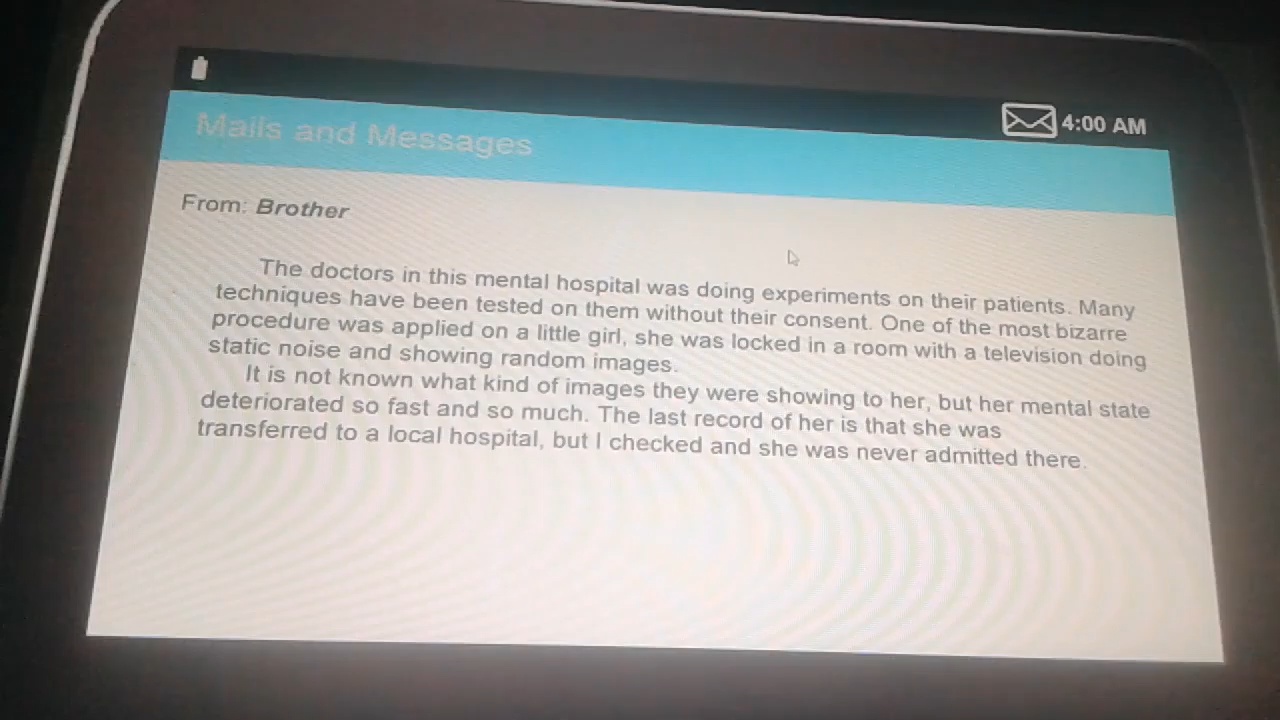 4:00 AM
Mails and Messages
From: Brother
The doctors in this mental hospital was doing experiments on their patients. Many
techniques have been tested on them without their consent. One of the most bizarre
procedure was applied on a little girl, she was locked in a room with a television doing
static noise and showing random images.
It is not known what kind of images they were showing to her, but her mental state
deteriorated so fast and so much. The last record of her is that she was
transferred to a local hospital, but I checked and she was never admitted there.